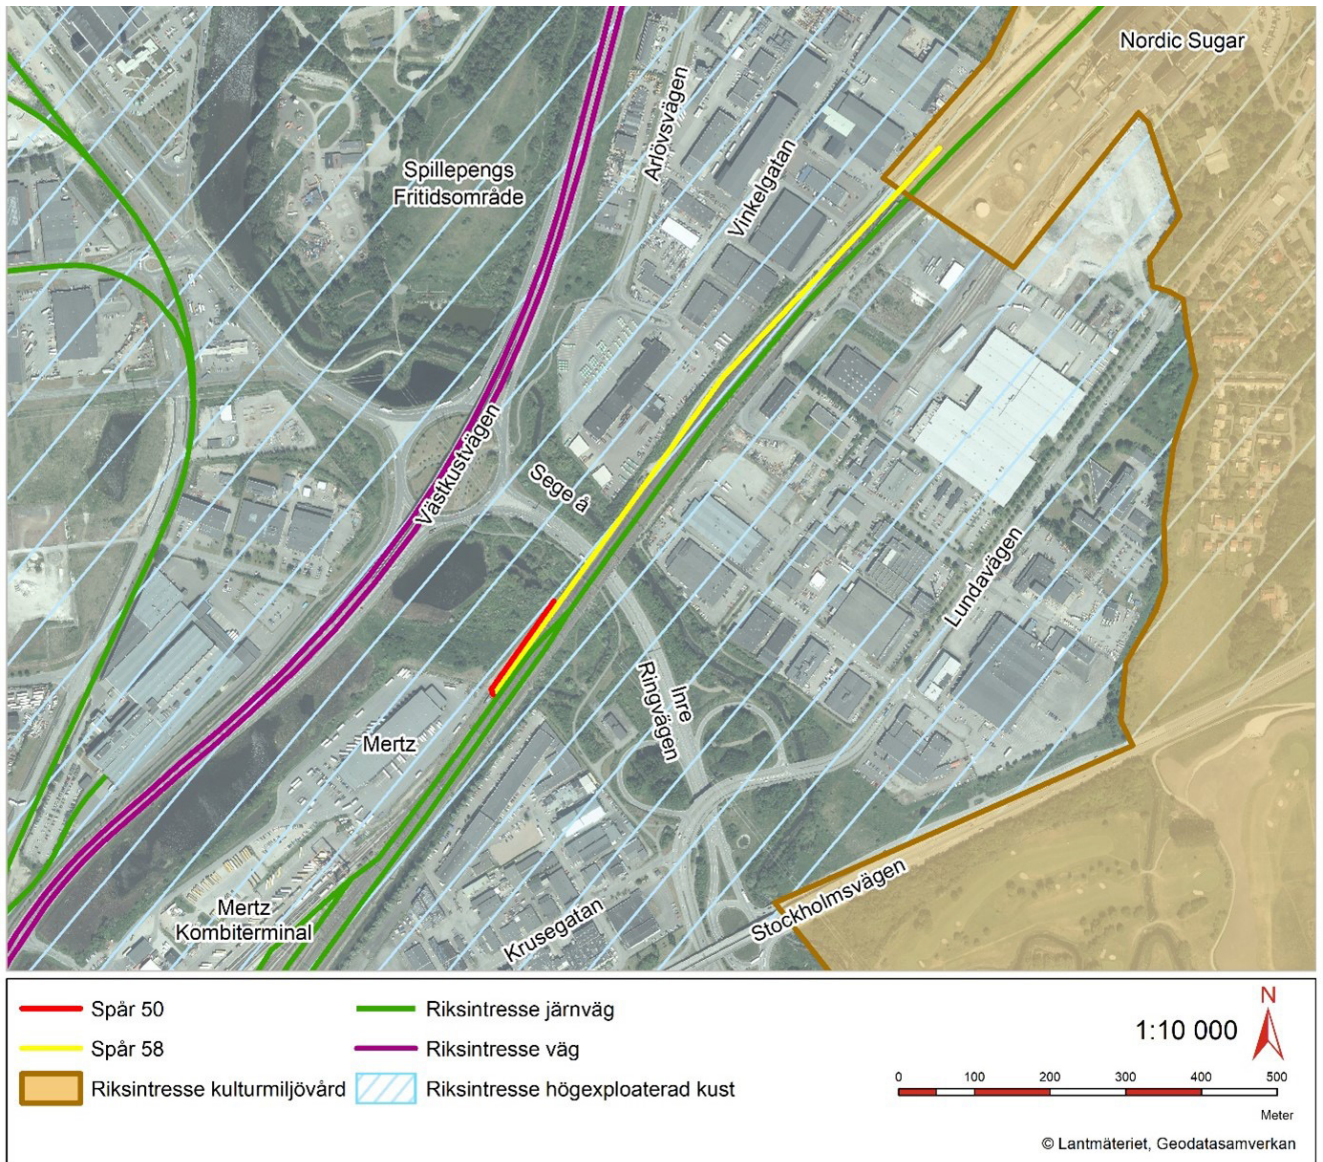 Nordic Sugar
Arlövsvägen
Vinkelgatan
Spillepengs
Fritidsområde
Västkustvägen
Sege å
Lundavägen
Inre
Ringvägen
Mertz
Mertz
Kombiterminal
Krusegatan
Stockholmsvägen
Spår 50
Spår 58
Riksintresse kulturmiljövård
Riksintresse järnväg
Riksintresse väg
Riksintresse högexploaterad kust
N
1:10 000
0 100 200 300 400 500
Meter
© Lantmäteriet, Geodatasamverkan